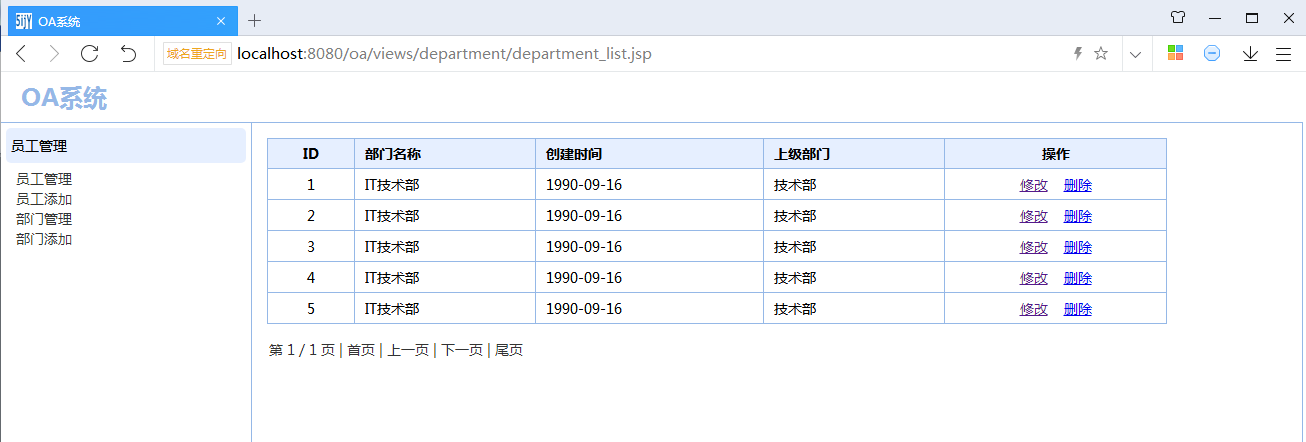 5ijy OA系统
域名重定向 localhost:8080/oa/views/department/department_list.jsp
OA系统
员工管理
员工管理
员工添加
部门管理
部门添加
ID 部门名称 创建时间 上级部门 操作
1 IT技术部 1990-09-16 技术部 修改 删除
2 IT技术部 1990-09-16 技术部 修改 删除
3 IT技术部 1990-09-16 技术部 修改 删除
4 IT技术部 1990-09-16 技术部 修改 删除
5 IT技术部 1990-09-16 技术部 修改 删除
第 1 / 1 页 | 首页 | 上一页 | 下一页 | 尾页